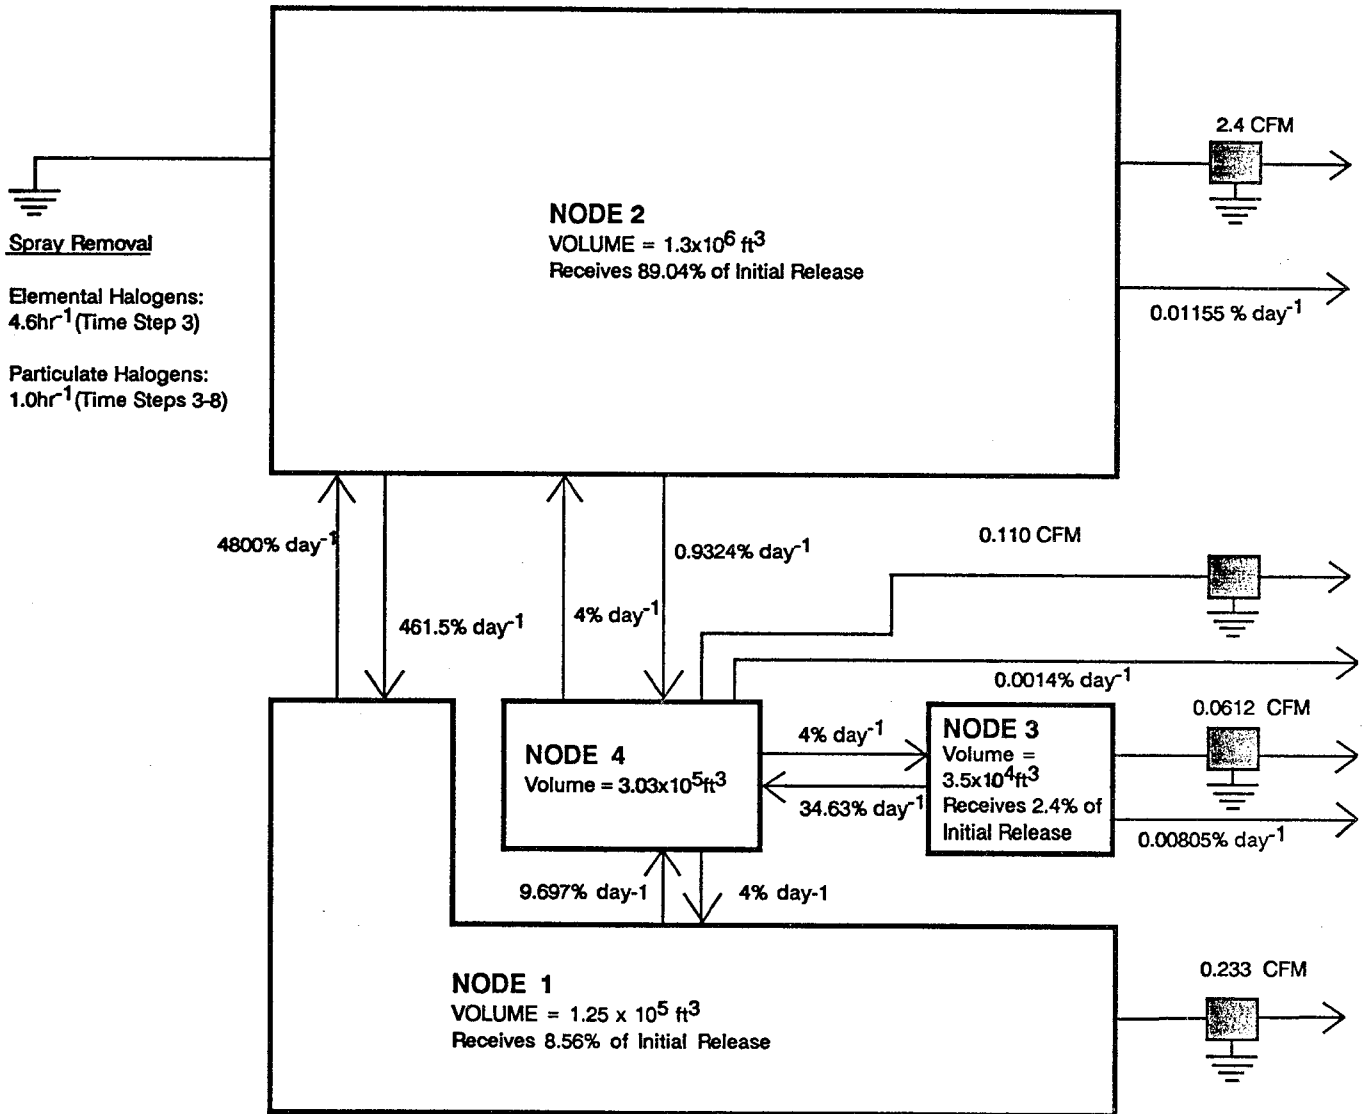 2.4 CFM
NODE 2
VOLUME = 1.3x10⁶ ft³
Receives 89.04% of Initial Release
Spray Removal
Elemental Halogens:
4.6hr⁻¹ (Time Step 3)
Particulate Halogens:
1.0hr⁻¹ (Time Steps 3-8)
0.01155 % day⁻¹
4800% day⁻¹
461.5% day⁻¹
4% day⁻¹
0.9324% day⁻¹
0.110 CFM
0.0014% day⁻¹
0.0612 CFM
NODE 4
Volume = 3.03x10⁵ft³
4% day⁻¹
34.63% day⁻¹
NODE 3
Volume =
3.5x10⁴ft³
Receives 2.4% of
Initial Release
0.00805% day⁻¹
9.697% day-1
4% day-1
NODE 1
VOLUME = 1.25 x 10⁵ ft³
Receives 8.56% of Initial Release
0.233 CFM